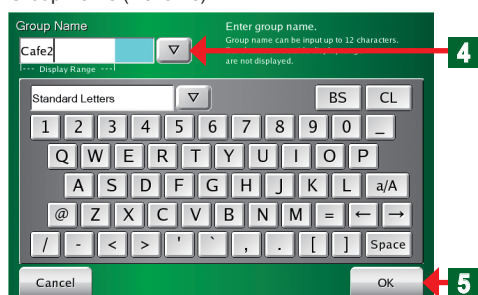 Group Name
Enter group name.
Group name can be input up to 12 characters.
Cafe2
▽
4
are not displayed.
|--- Display Range ---|
Standard Letters
▽
BS
CL
1 2 3 4 5 6 7 8 9 0 _
Q W E R T Y U I O P
A S D F G H J K L a/A
@ Z X C V B N M = ← →
/ - < > ' ` , . [ ] Space
Cancel
OK
5